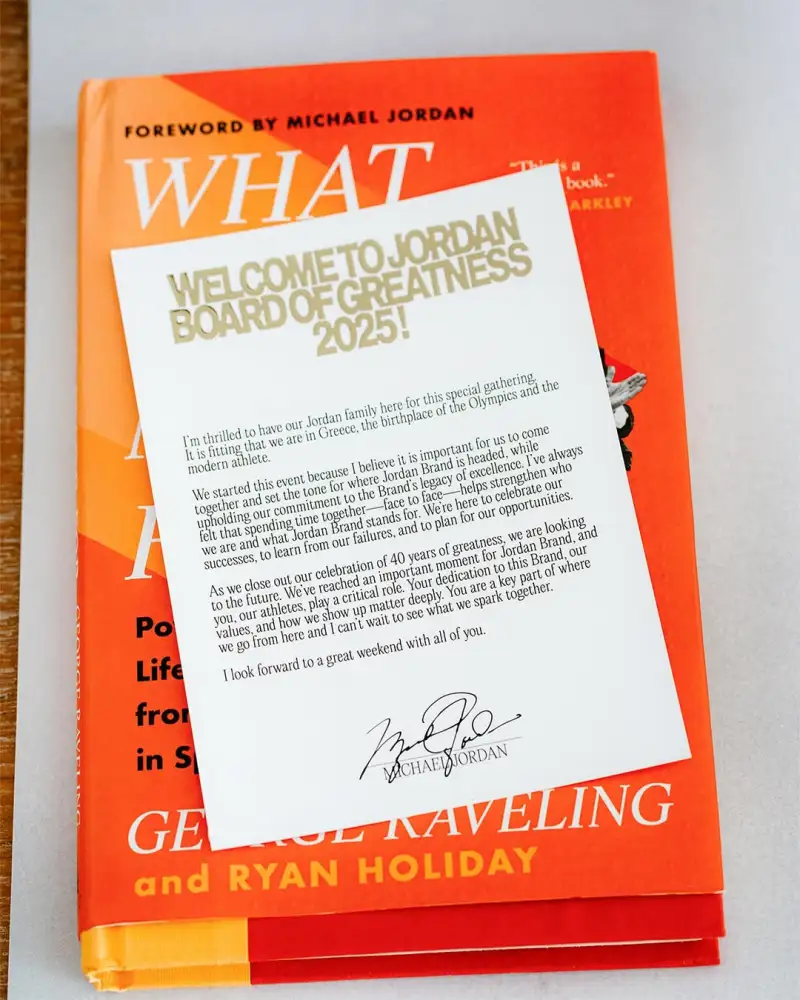 FOREWORD BY MICHAEL JORDAN
WHAT
“This is a
book.”
ARKLEY
WELCOME TO JORDAN
BOARD OF GREATNESS
2025!
I'm thrilled to have our Jordan family here for this special gathering.
It is fitting that we are in Greece, the birthplace of the Olympics and the
modern athlete.
We started this event because I believe it is important for us to come
together and set the tone for where Jordan Brand is headed, while
upholding our commitment to the Brand's legacy of excellence. I've always
felt that spending time together—face to face—helps strengthen who
we are and what Jordan Brand stands for. We're here to celebrate our
successes, to learn from our failures, and to plan for our opportunities.
As we close out our celebration of 40 years of greatness, we are looking
to the future. We've reached an important moment for Jordan Brand, and
you, our athletes, play a critical role. Your dedication to this Brand, our
values, and how we show up matter deeply. You are a key part of where
we go from here and I can't wait to see what we spark together.
I look forward to a great weekend with all of you.
MICHAEL JORDAN
Po
Life
from
in Sp
GEORGE RAVELING
and RYAN HOLIDAY
GEORGE RAVELING